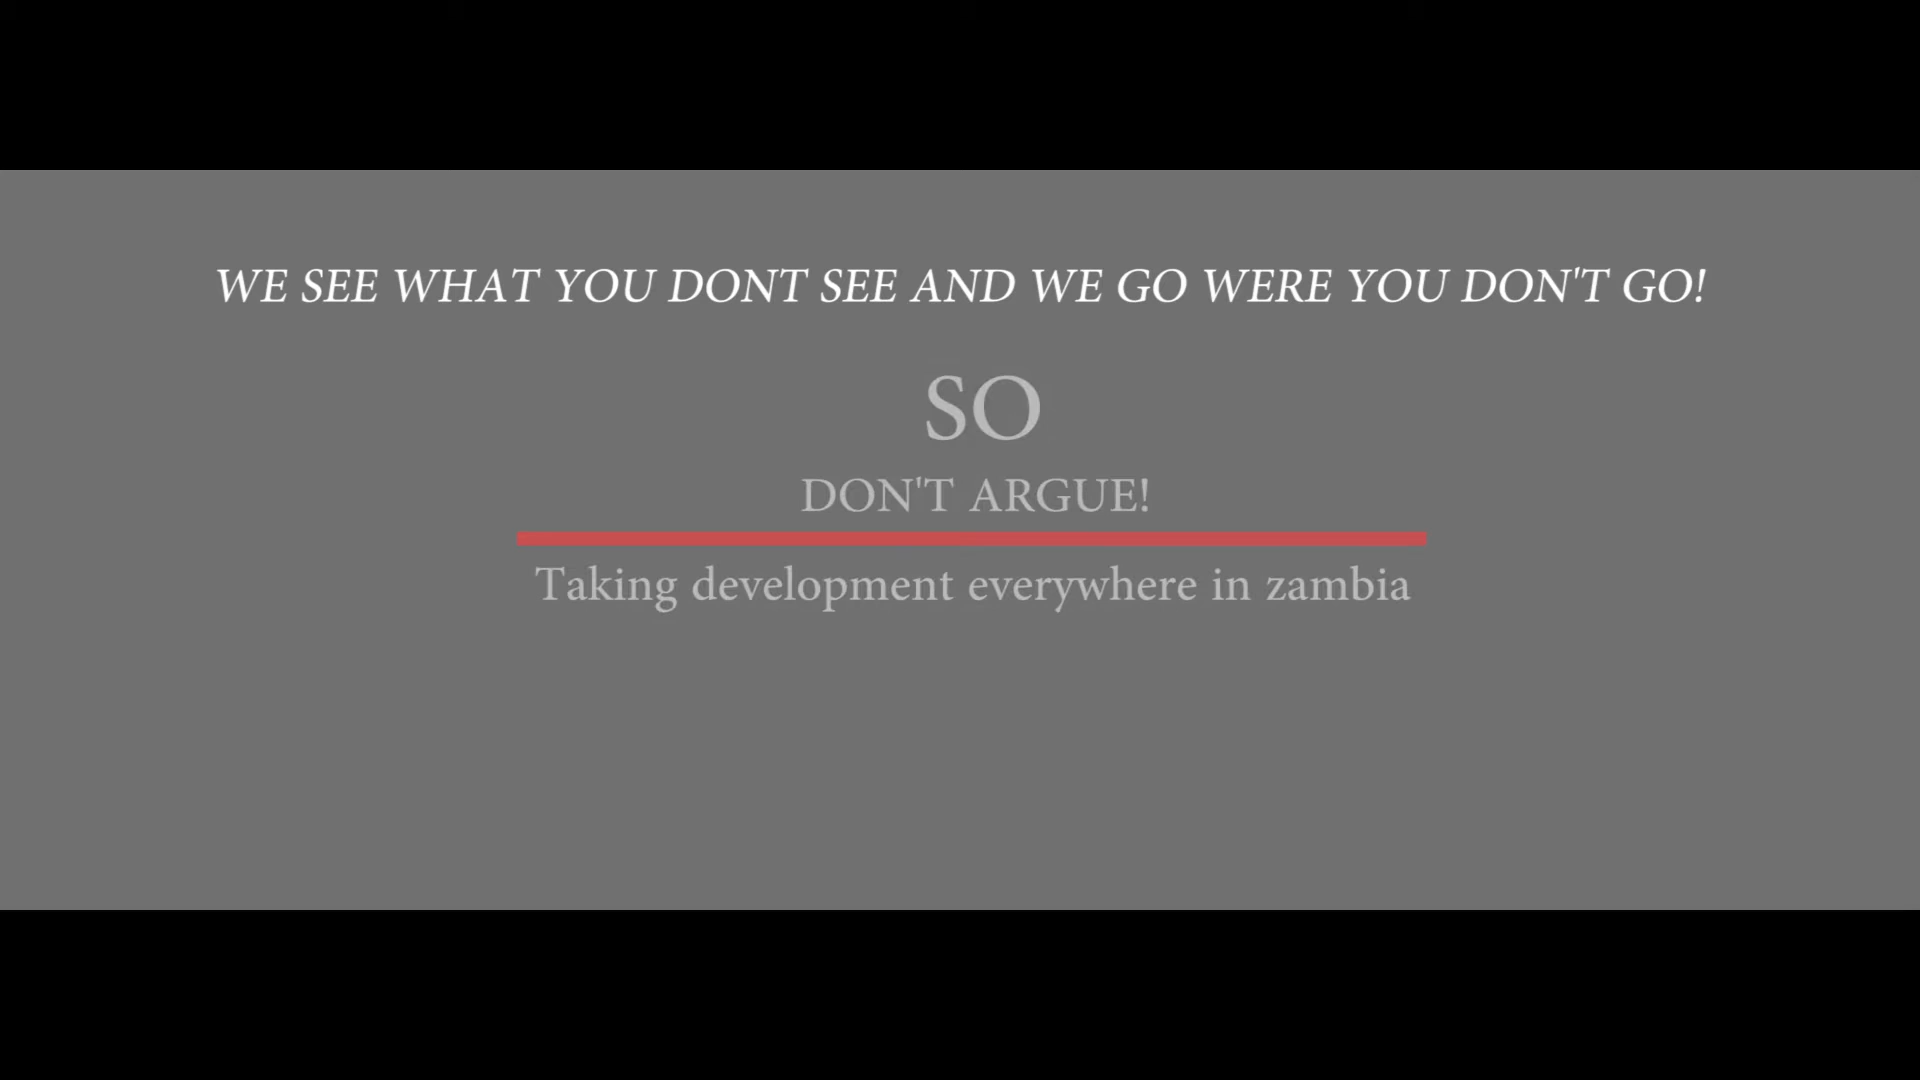 WE SEE WHAT YOU DONT SEE AND WE GO WERE YOU DON'T GO!
SO
DON'T ARGUE!
Taking development everywhere in zambia